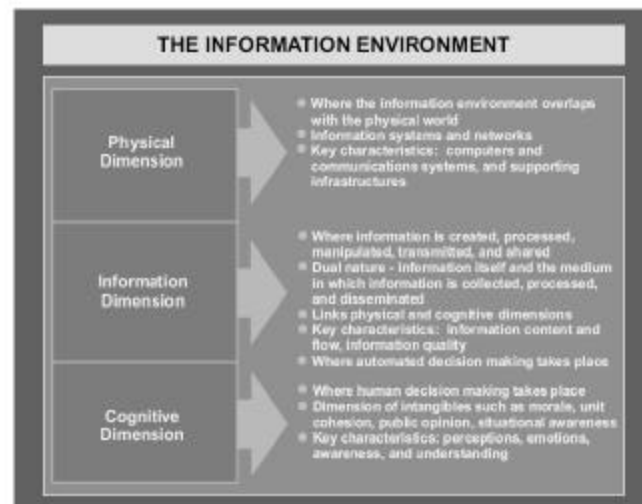 THE INFORMATION ENVIRONMENT
Physical
Dimension
Where the information environment overlaps
with the physical world
Information systems and networks
Key characteristics: computers and
communications systems, and supporting
infrastructures
Information
Dimension
Where information is created, processed,
manipulated, transmitted, and shared
Dual nature - information itself and the medium
in which information is collected, processed,
and disseminated
Links physical and cognitive dimensions
Key characteristics: information content and
flow, information quality
Where automated decision making takes place
Cognitive
Dimension
Where human decision making takes place
Dimension of intangibles such as morale, unit
cohesion, public opinion, situational awareness
Key characteristics: perceptions, emotions,
awareness, and understanding